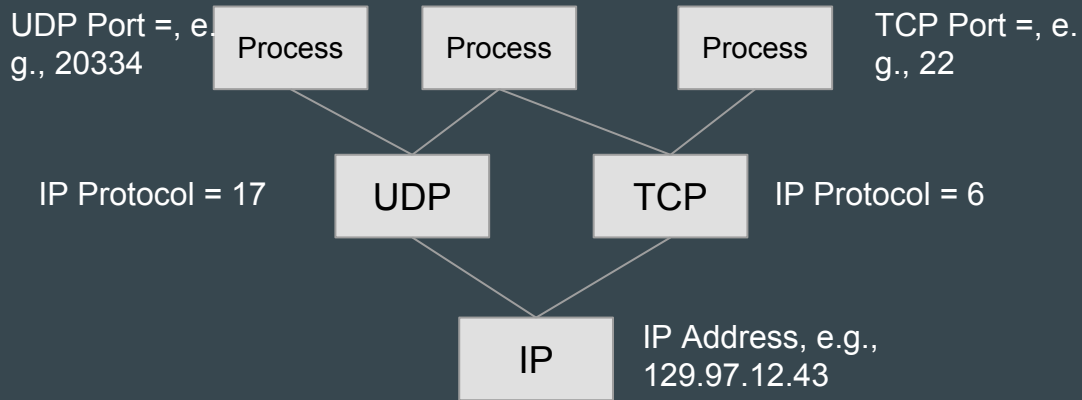 UDP Port =, e.
g., 20334
Process
Process
Process
TCP Port =, e.
g., 22
IP Protocol = 17
UDP
TCP
IP Protocol = 6
IP
IP Address, e.g.,
129.97.12.43